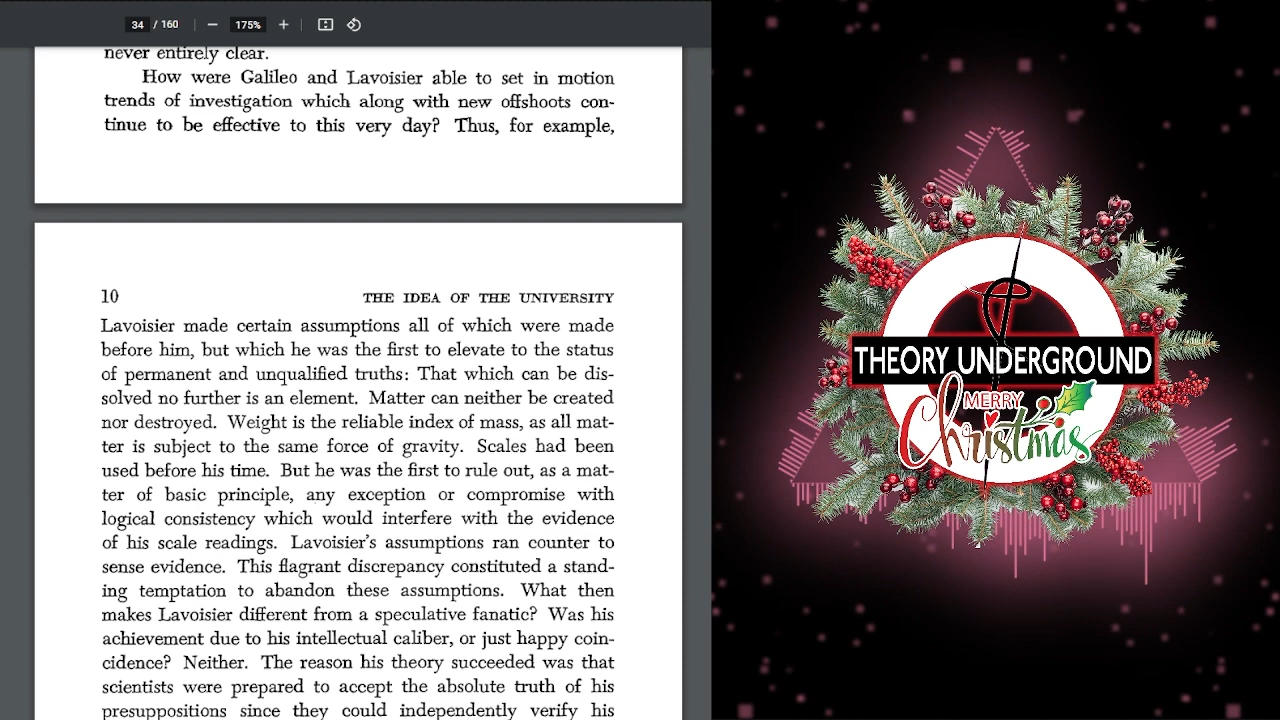 34 / 160
175%
never entirely clear.
How were Galileo and Lavoisier able to set in motion
trends of investigation which along with new offshoots con-
tinue to be effective to this very day? Thus, for example,
10
THE IDEA OF THE UNIVERSITY
Lavoisier made certain assumptions all of which were made
before him, but which he was the first to elevate to the status
of permanent and unqualified truths: That which can be dis-
solved no further is an element. Matter can neither be created
nor destroyed. Weight is the reliable index of mass, as all mat-
ter is subject to the same force of gravity. Scales had been
used before his time. But he was the first to rule out, as a mat-
ter of basic principle, any exception or compromise with
logical consistency which would interfere with the evidence
of his scale readings. Lavoisier's assumptions ran counter to
sense evidence. This flagrant discrepancy constituted a stand-
ing temptation to abandon these assumptions. What then
makes Lavoisier different from a speculative fanatic? Was his
achievement due to his intellectual caliber, or just happy coin-
cidence? Neither. The reason his theory succeeded was that
scientists were prepared to accept the absolute truth of his
presuppositions since they could independently verify his
THEORY UNDERGROUND
MERRY
Christmas